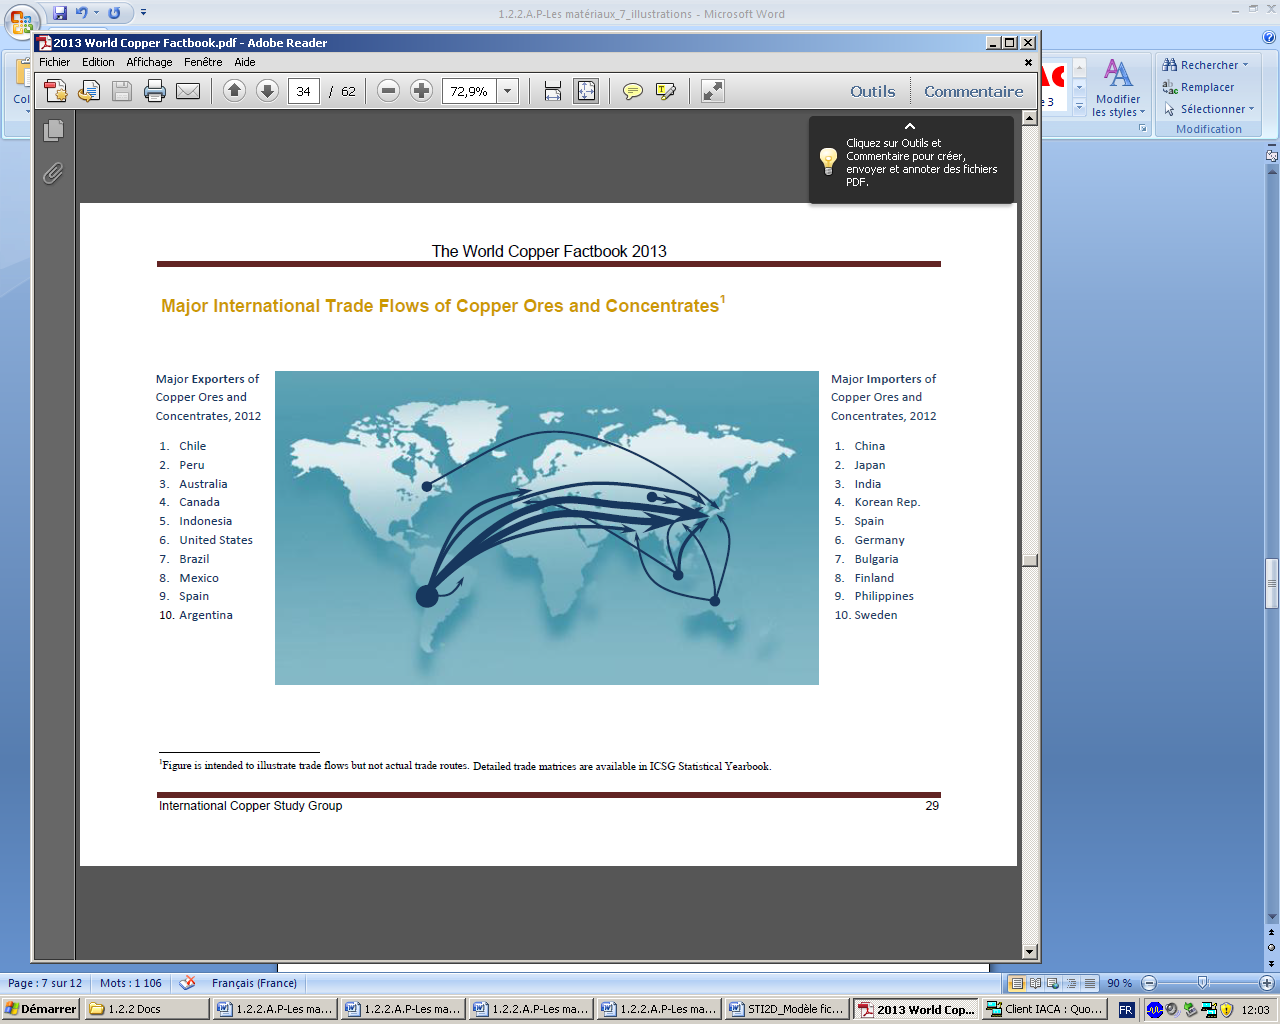 1.2.2.A.P-Les matériaux_7_illustrations - Microsoft Word
2013 World Copper Factbook.pdf - Adobe Reader
Fichier Edition Affichage Fenêtre Aide
34 / 62 72,9% Outils Commentaire
Rechercher
Remplacer
Sélectionner
Modification
Modifier
les styles
Cliquez sur Outils et
Commentaire pour créer,
envoyer et annoter des fichiers
PDF.
The World Copper Factbook 2013
Major International Trade Flows of Copper Ores and Concentrates1
Major Exporters of
Copper Ores and
Concentrates, 2012
1. Chile
2. Peru
3. Australia
4. Canada
5. Indonesia
6. United States
7. Brazil
8. Mexico
9. Spain
10. Argentina
Major Importers of
Copper Ores and
Concentrates, 2012
1. China
2. Japan
3. India
4. Korean Rep.
5. Spain
6. Germany
7. Bulgaria
8. Finland
9. Philippines
10. Sweden
1Figure is intended to illustrate trade flows but not actual trade routes. Detailed trade matrices are available in ICSG Statistical Yearbook.
International Copper Study Group 29
Page : 7 sur 12 Mots : 1 106 Français (France) 90 %
Démarrer 1.2.2 Docs 1.2.2.A.P-Les ma... 1.2.2.A.P-Les ma... 1.2.2.A.P-Les ma... 1.2.2.A.P-Les ma... STI2D_Modèle fic... 2013 World Cop... Client IACA : Quo... FR 12:03